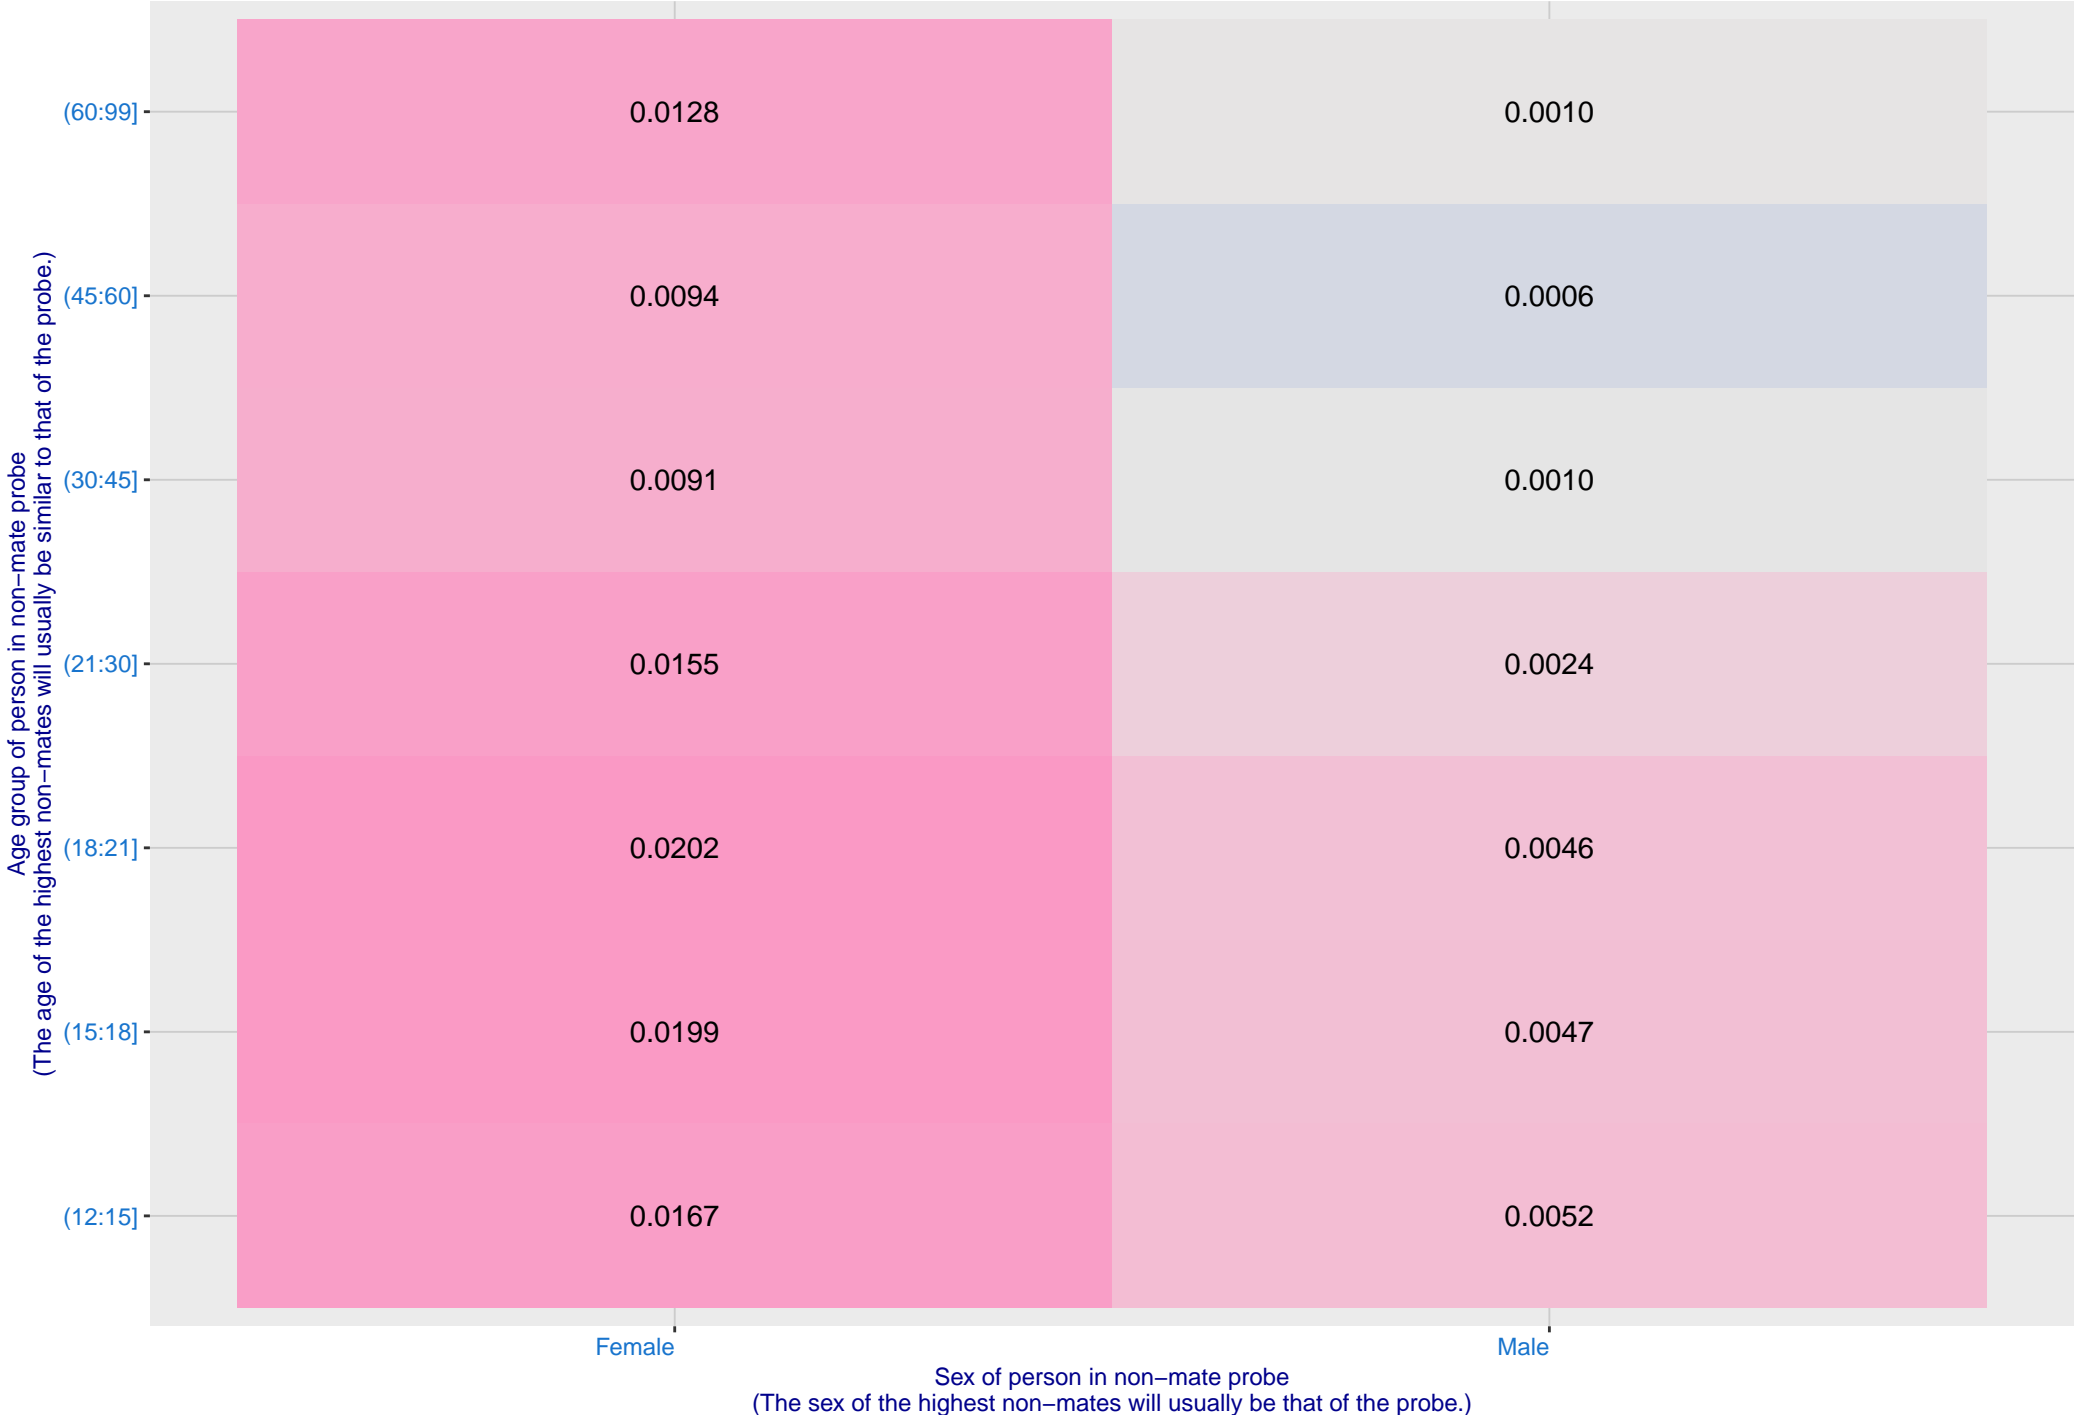 Age group of person in non−mate probe
(The age of the highest non−mates will usually be similar to that of the probe.)
(60:99] 0.0128 0.0010
(45:60] 0.0094 0.0006
(30:45] 0.0091 0.0010
(21:30] 0.0155 0.0024
(18:21] 0.0202 0.0046
(15:18] 0.0199 0.0047
(12:15] 0.0167 0.0052
Female Male
Sex of person in non−mate probe
(The sex of the highest non−mates will usually be that of the probe.)